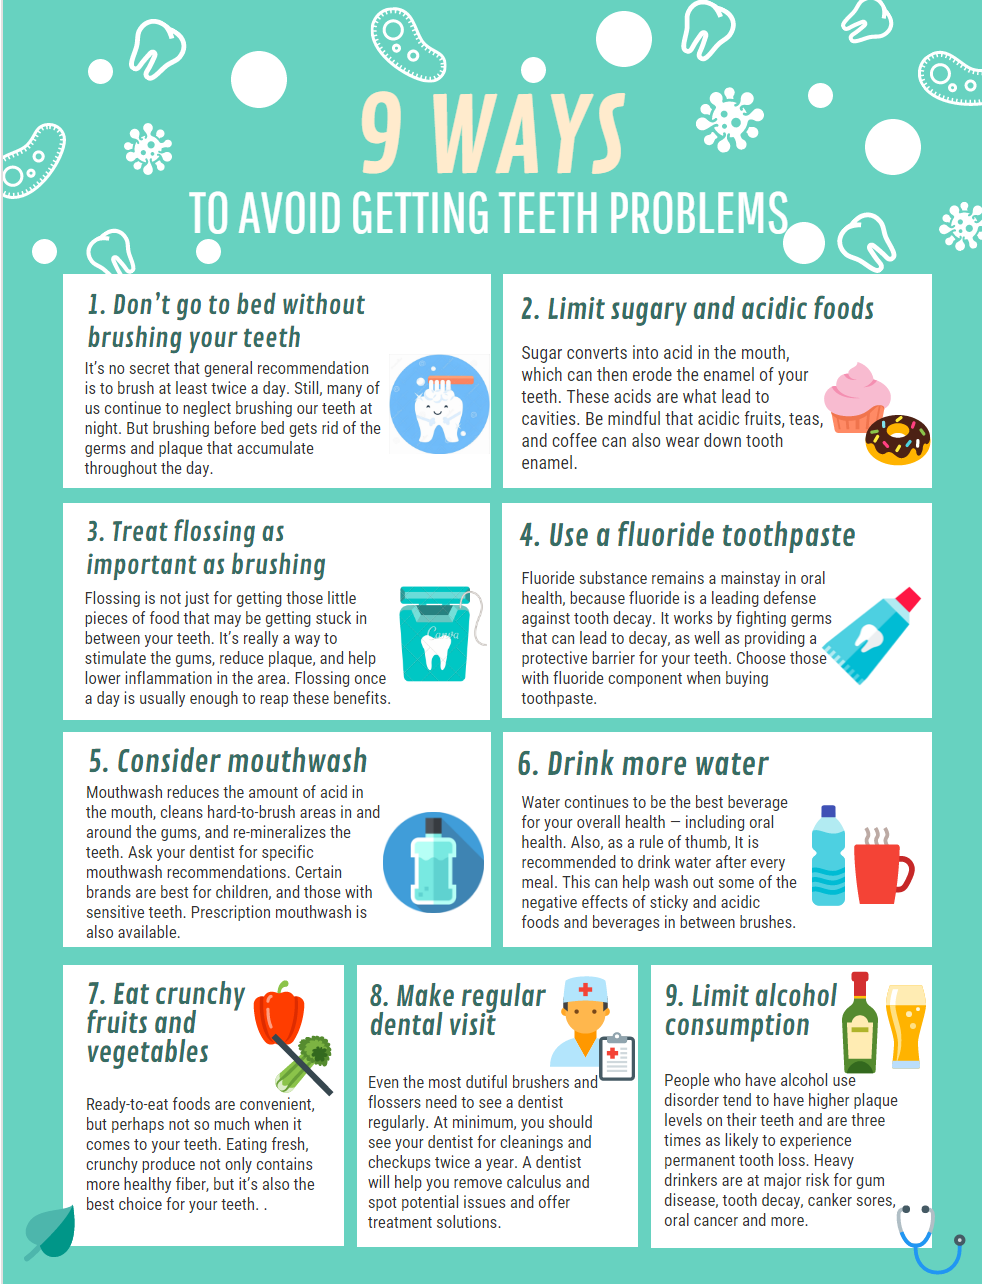 9 WAYS
TO AVOID GETTING TEETH PROBLEMS
1. Don't go to bed without
brushing your teeth
It's no secret that general recommendation
is to brush at least twice a day. Still, many of
us continue to neglect brushing our teeth at
night. But brushing before bed gets rid of the
germs and plaque that accumulate
throughout the day.
2. Limit sugary and acidic foods
Sugar converts into acid in the mouth,
which can then erode the enamel of your
teeth. These acids are what lead to
cavities. Be mindful that acidic fruits, teas,
and coffee can also wear down tooth
enamel.
3. Treat flossing as
important as brushing
Flossing is not just for getting those little
pieces of food that may be getting stuck in
between your teeth. It's really a way to
stimulate the gums, reduce plaque, and help
lower inflammation in the area. Flossing once
a day is usually enough to reap these benefits.
Canva
4. Use a fluoride toothpaste
Fluoride substance remains a mainstay in oral
health, because fluoride is a leading defense
against tooth decay. It works by fighting germs
that can lead to decay, as well as providing a
protective barrier for your teeth. Choose those
with fluoride component when buying
toothpaste.
5. Consider mouthwash
Mouthwash reduces the amount of acid in
the mouth, cleans hard-to-brush areas in and
around the gums, and re-mineralizes the
teeth. Ask your dentist for specific
mouthwash recommendations. Certain
brands are best for children, and those with
sensitive teeth. Prescription mouthwash is
also available.
6. Drink more water
Water continues to be the best beverage
for your overall health — including oral
health. Also, as a rule of thumb, It is
recommended to drink water after every
meal. This can help wash out some of the
negative effects of sticky and acidic
foods and beverages in between brushes.
7. Eat crunchy
fruits and
vegetables
Ready-to-eat foods are convenient,
but perhaps not so much when it
comes to your teeth. Eating fresh,
crunchy produce not only contains
more healthy fiber, but it's also the
best choice for your teeth. .
8. Make regular
dental visit
Even the most dutiful brushers and
flossers need to see a dentist
regularly. At minimum, you should
see your dentist for cleanings and
checkups twice a year. A dentist
will help you remove calculus and
spot potential issues and offer
treatment solutions.
9. Limit alcohol
consumption
People who have alcohol use
disorder tend to have higher plaque
levels on their teeth and are three
times as likely to experience
permanent tooth loss. Heavy
drinkers are at major risk for gum
disease, tooth decay, canker sores,
oral cancer and more.